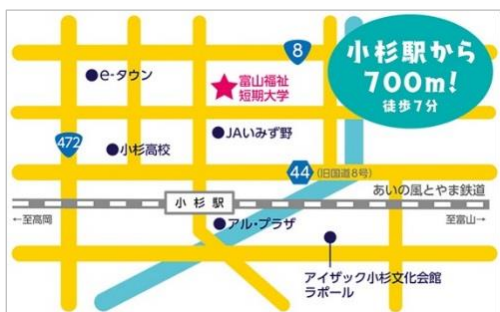 8
小杉駅から
700m!
徒歩7分
e-タウン
富山福祉
短期大学
472
小杉高校
JAいみず野
44
(旧国道8号)
あいの風とやま鉄道
小杉駅
←至高岡
至富山→
アル・プラザ
アイザック小杉文化会館
ラポール